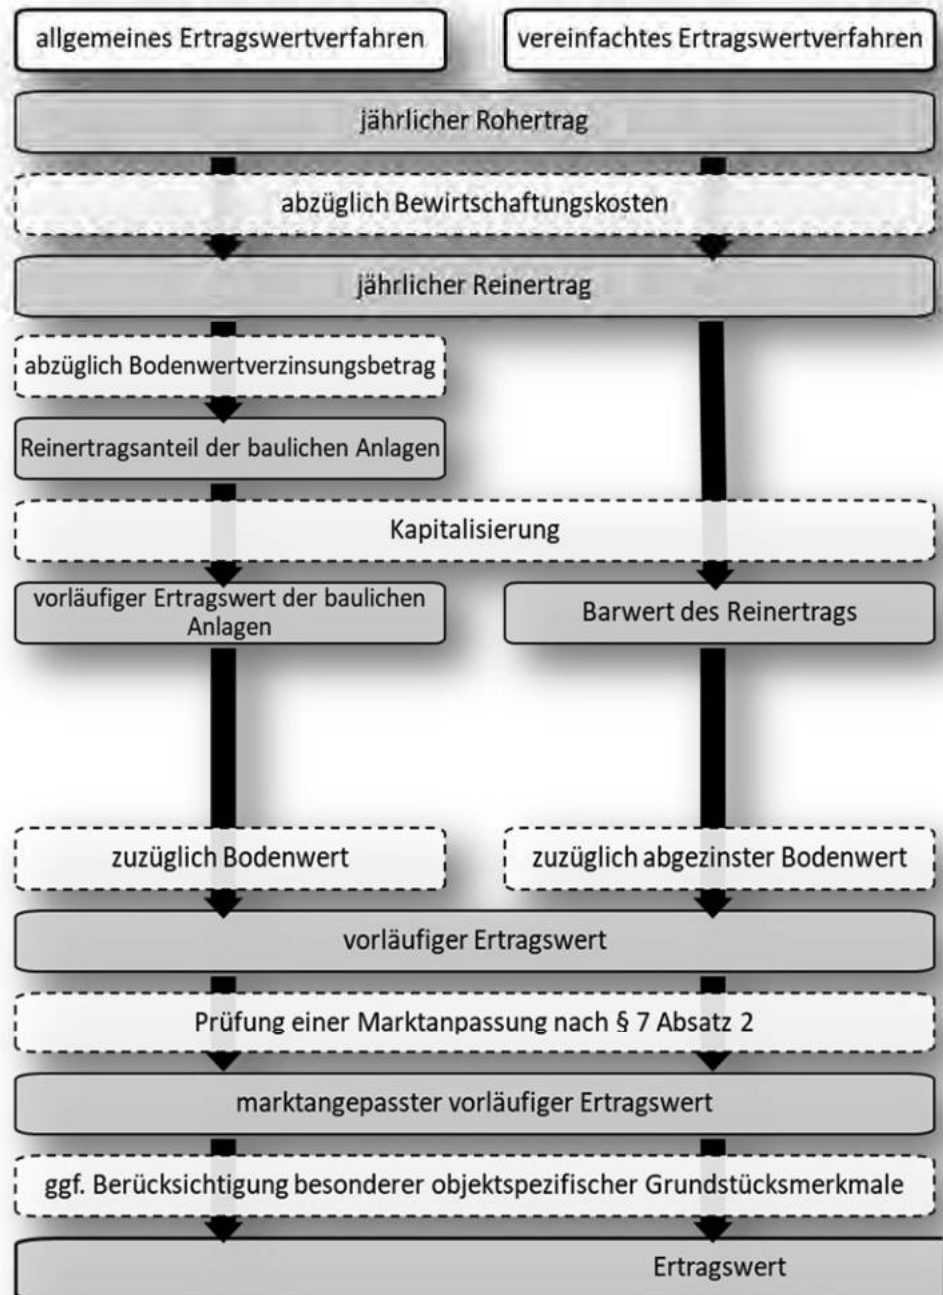 allgemeines Ertragswertverfahren
vereinfachtes Ertragswertverfahren
jährlicher Rohertrag
abzüglich Bewirtschaftungskosten
jährlicher Reinertrag
abzüglich Bodenwertverzinsungsbetrag
Reinertragsanteil der baulichen Anlagen
Kapitalisierung
vorläufiger Ertragswert der baulichen
Anlagen
Barwert des Reinertrags
zuzüglich Bodenwert
zuzüglich abgezinster Bodenwert
vorläufiger Ertragswert
Prüfung einer Marktanpassung nach § 7 Absatz 2
marktangepasster vorläufiger Ertragswert
ggf. Berücksichtigung besonderer objektspezifischer Grundstücksmerkmale
Ertragswert